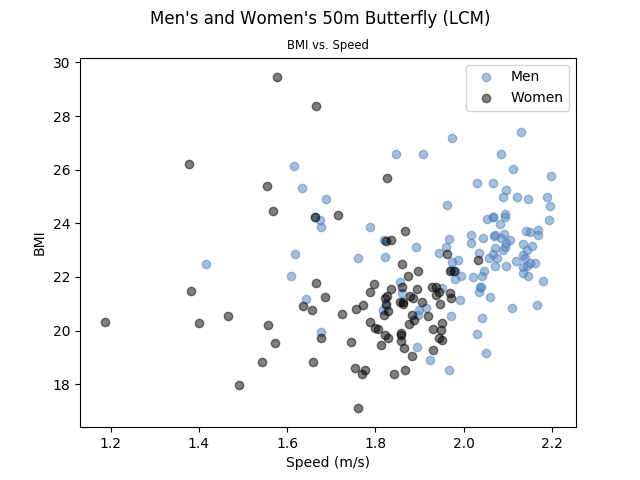 Men's and Women's 50m Butterfly (LCM)
BMI vs. Speed
Men
Women
30
28
26
24
22
20
18
BMI
1.2 1.4 1.6 1.8 2.0 2.2
Speed (m/s)